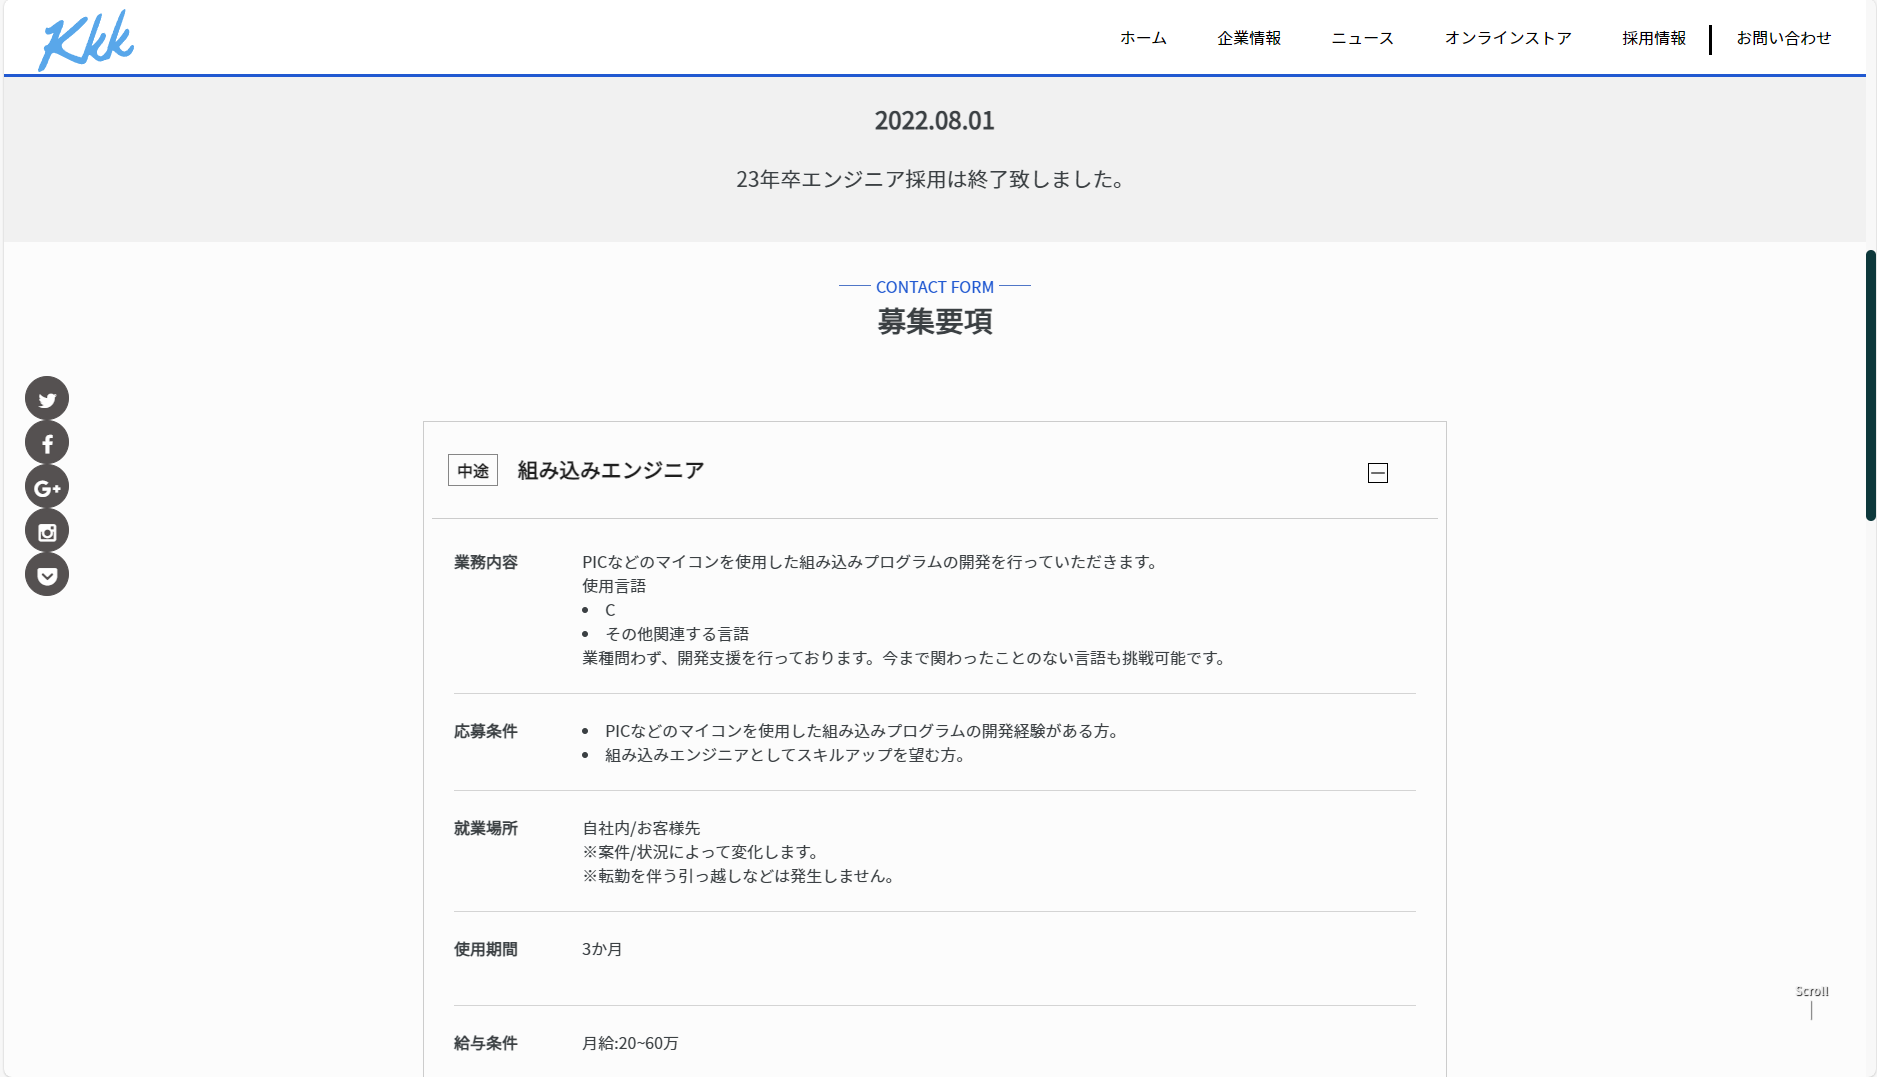 Kkk
ホーム 企業情報 ニュース オンラインストア 採用情報 お問い合わせ
2022.08.01
23年卒エンジニア採用は終了致しました。
CONTACT FORM
募集要項
中途 組み込みエンジニア
業務内容 PICなどのマイコンを使用した組み込みプログラムの開発を行っていただきます。
使用言語
• C
• その他関連する言語
業種問わず、開発支援を行っております。今まで関わったことのない言語も挑戦可能です。
応募条件 • PICなどのマイコンを使用した組み込みプログラムの開発経験がある方。
• 組み込みエンジニアとしてスキルアップを望む方。
就業場所 自社内/お客様先
※案件/状況によって変化します。
※転勤を伴う引っ越しなどは発生しません。
使用期間 3か月
Scroll
給与条件 月給:20~60万